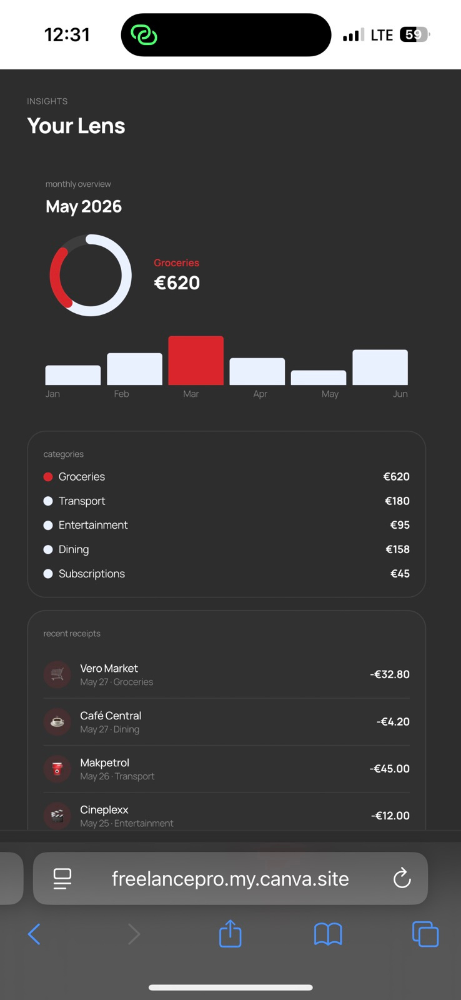 12:31
LTE 59
INSIGHTS
Your Lens
monthly overview
May 2026
Groceries
€620
Jan Feb Mar Apr May Jun
categories
Groceries €620
Transport €180
Entertainment €95
Dining €158
Subscriptions €45
recent receipts
Vero Market
May 27 · Groceries
-€32.80
Café Central
May 27 · Dining
-€4.20
Makpetrol
May 26 · Transport
-€45.00
Cineplexx
May 25 · Entertainment
-€12.00
freelancepro.my.canva.site